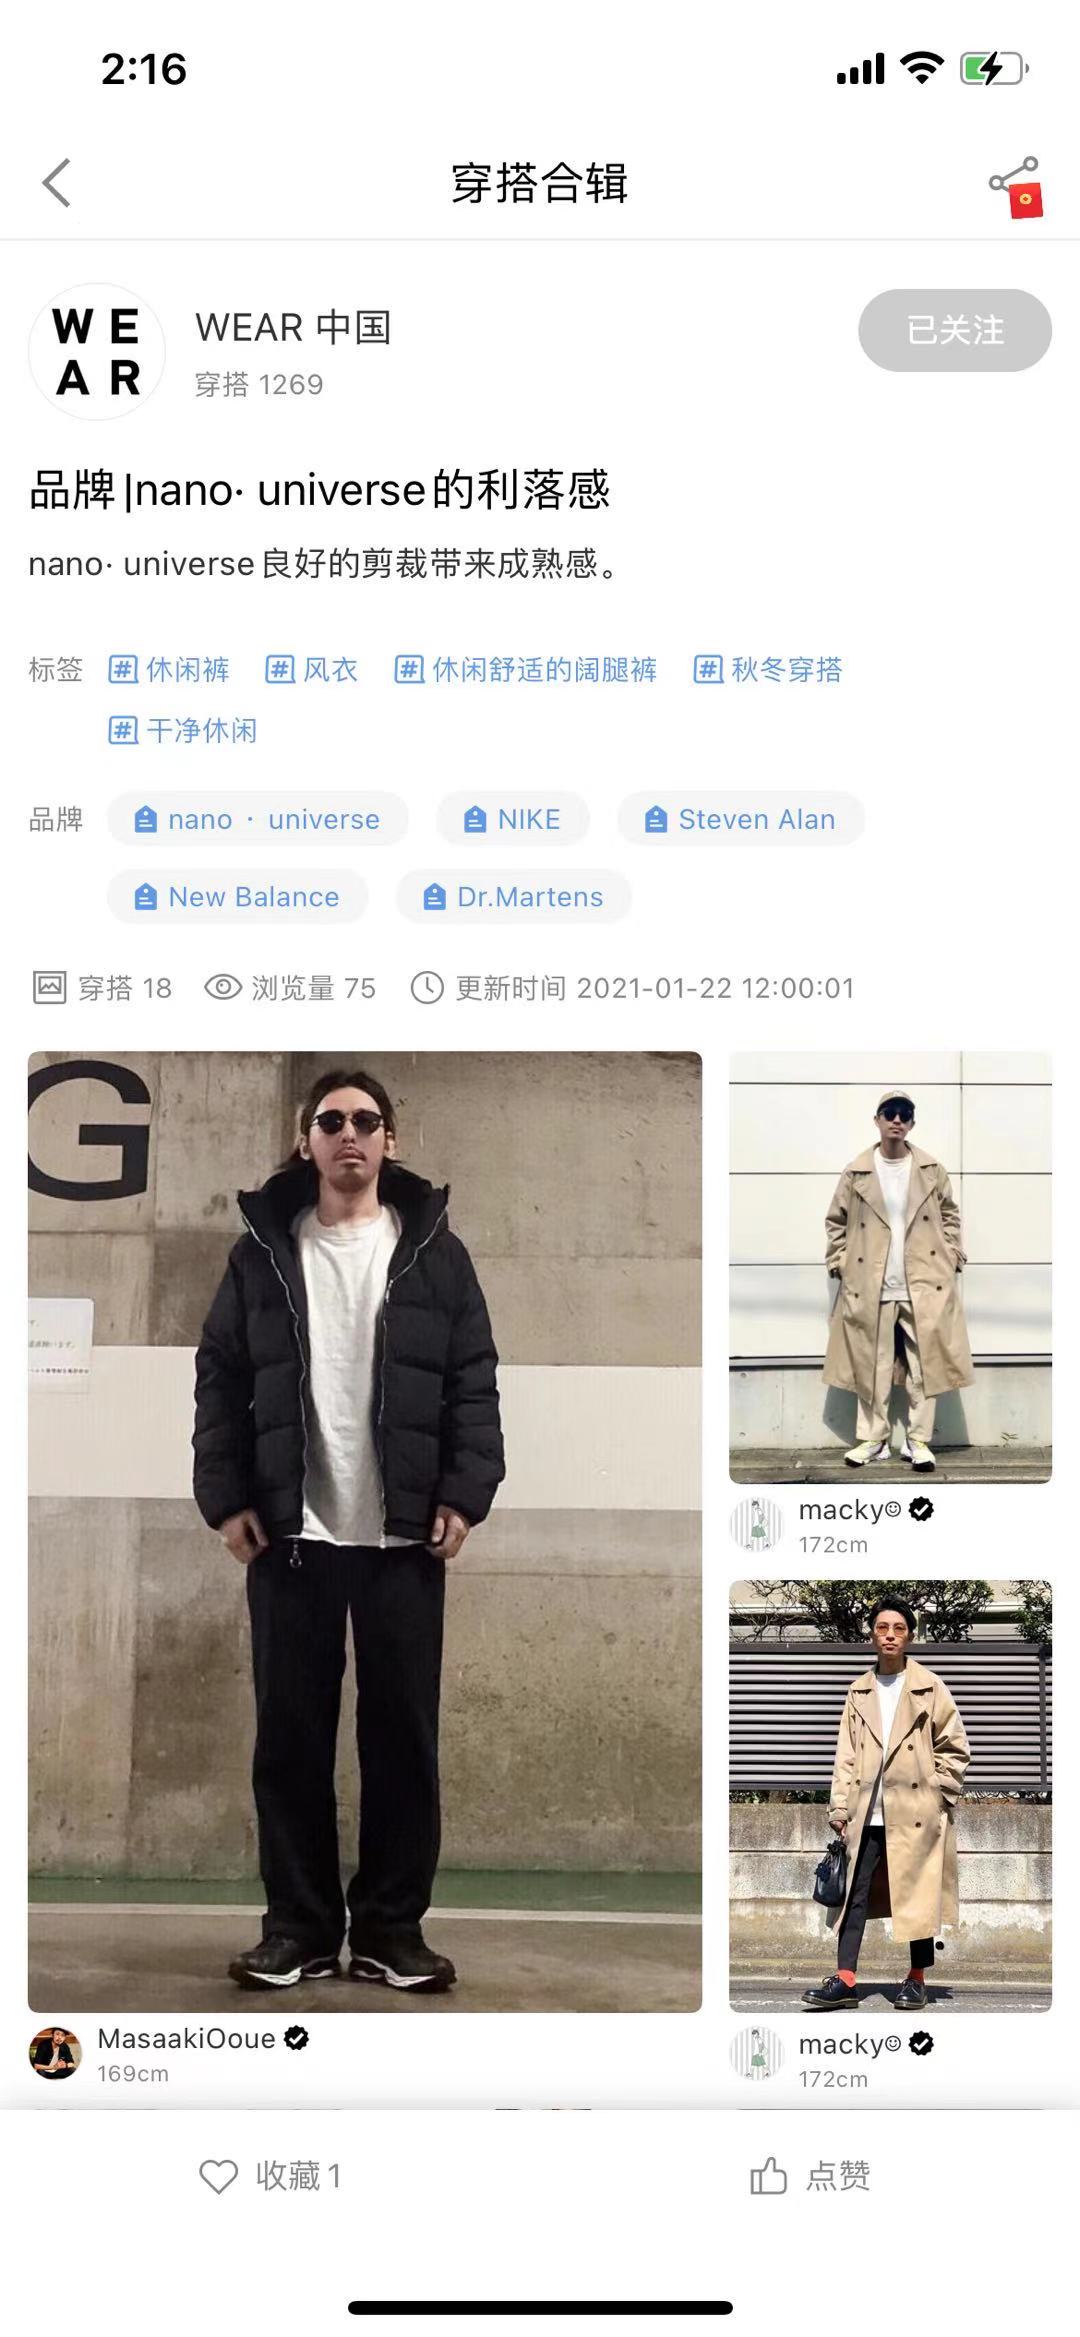 2:16
穿搭合辑
WE
AR
WEAR 中国
已关注
穿搭 1269
品牌|nano· universe的利落感
nano· universe良好的剪裁带来成熟感。
标签 休闲裤 风衣 休闲舒适的阔腿裤 秋冬穿搭
干净休闲
品牌 nano · universe NIKE Steven Alan
New Balance Dr.Martens
穿搭 18 浏览量 75 更新时间 2021-01-22 12:00:01
G
macky☺
172cm
MasaakiOoue
169cm
macky☺
172cm
收藏1 点赞